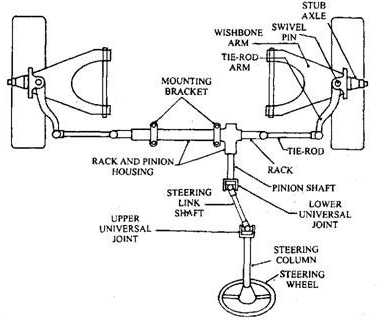 STUB
AXLE
SWIVEL
PIN
WISHBONE
ARM
TIE-ROD
ARM
MOUNTING
BRACKET
RACK AND PINION
HOUSING
TIE-ROD
RACK
PINION SHAFT
STEERING
LINK
SHAFT
LOWER
UNIVERSAL
JOINT
UPPER
UNIVERSAL
JOINT
STEERING
COLUMN
STEERING
WHEEL